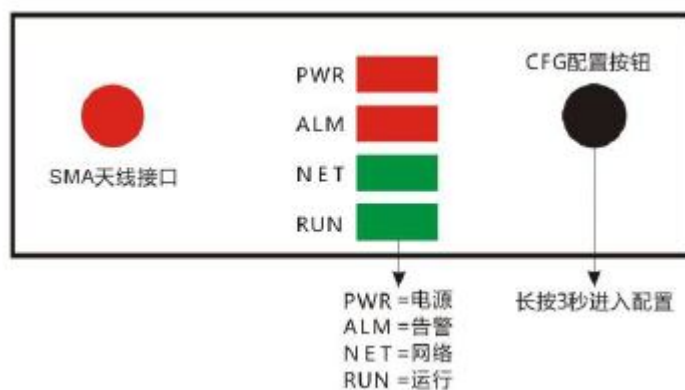 PWR
ALM
NET
RUN
SMA天线接口
CFG配置按钮
PWR =电源
ALM =告警
NET =网络
RUN =运行
长按3秒进入配置